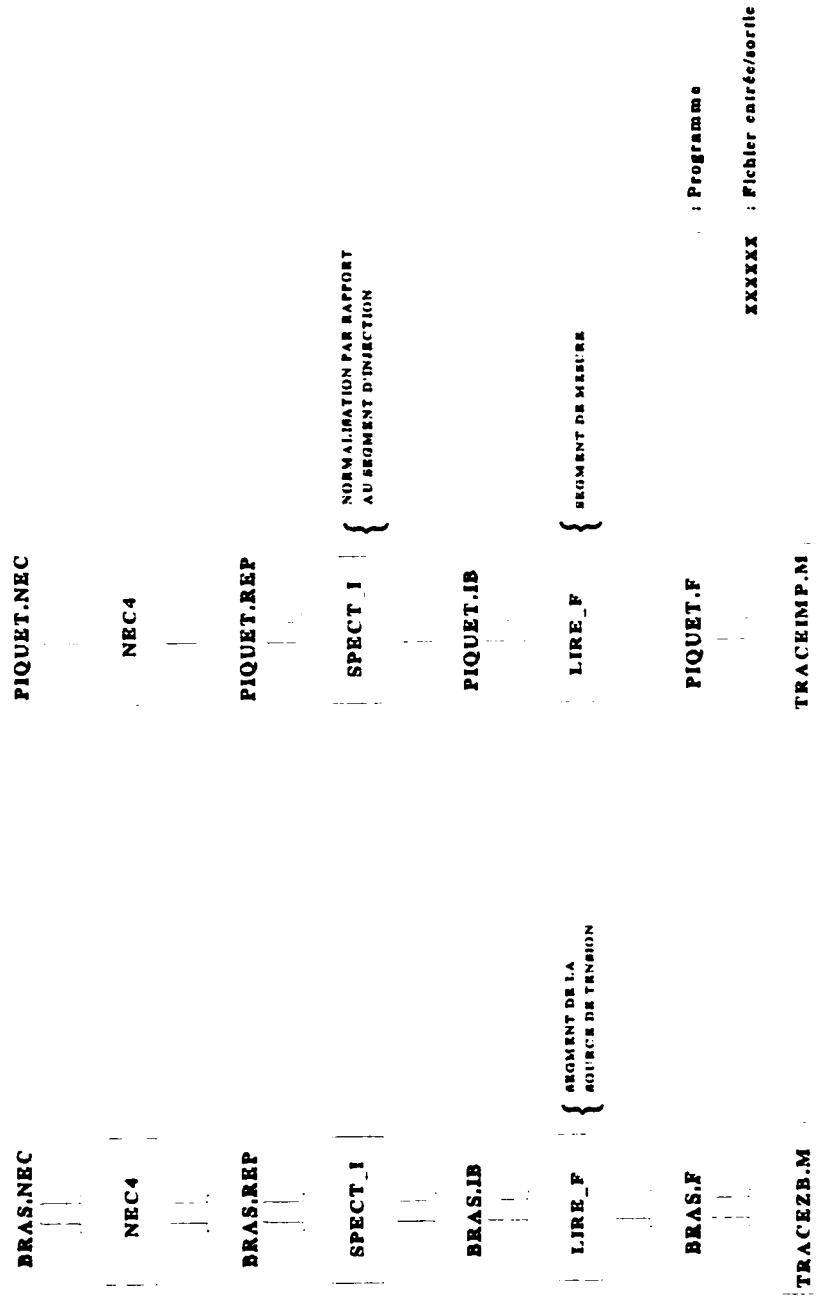 BRAS.NEC
NEC4
BRAS.REP
SPECT_I
BRAS.IB
LIRE_F
{ SEGMENT DE LA
SOURCE DE TENSION
BRAS.F
TRACEZB.M
PIQUET.NEC
NEC4
PIQUET.REP
SPECT_I
{ NORMALISATION PAR RAPPORT
AU SEGMENT D'INJECTION
PIQUET.IB
LIRE_F
{ SEGMENT DE MESURE
PIQUET.F
TRACEIMP.M
: Programme
XXXXXX : Fichier entrée/sortie